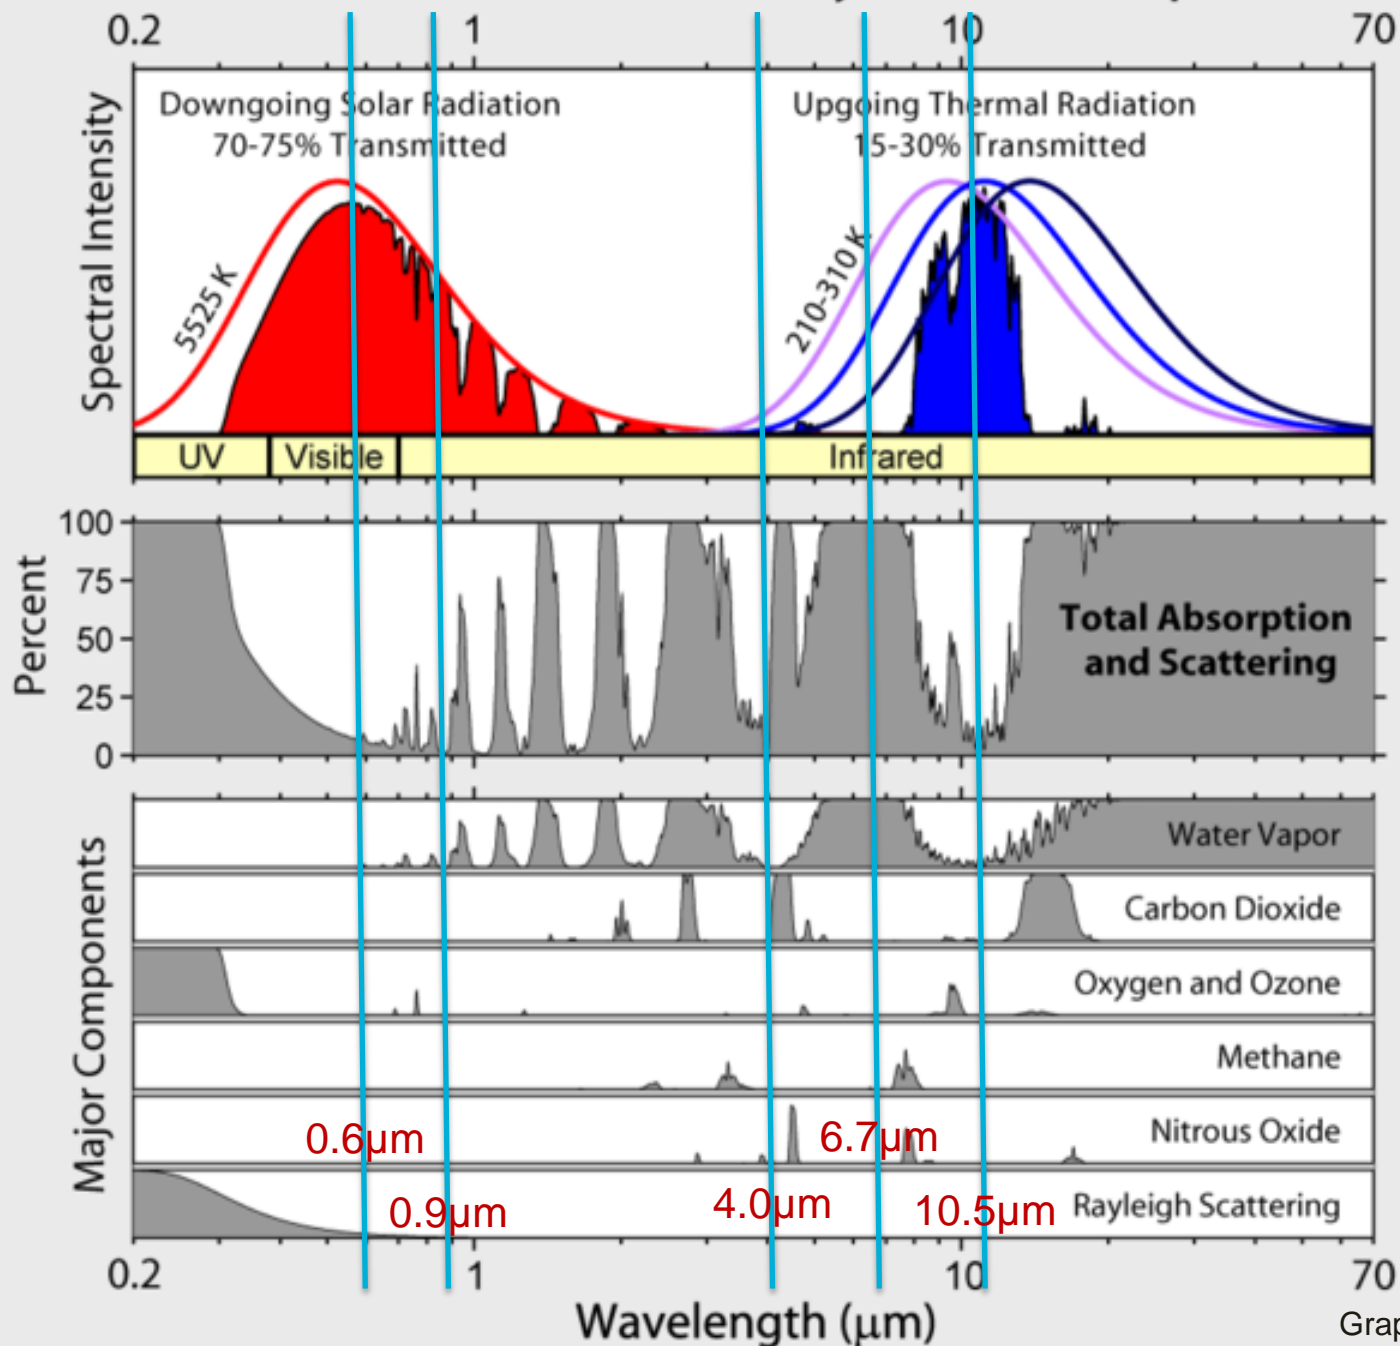 0.2 1 10 70
Downgoing Solar Radiation
70-75% Transmitted
Upgoing Thermal Radiation
15-30% Transmitted
Spectral Intensity
5525 K
210-310 K
UV Visible Infrared
Percent
100
75
50
25
0
Total Absorption
and Scattering
Major Components
Water Vapor
Carbon Dioxide
Oxygen and Ozone
Methane
Nitrous Oxide
Rayleigh Scattering
0.6µm
6.7µm
0.9µm
4.0µm
10.5µm
0.2 1 10 70
Wavelength (µm)